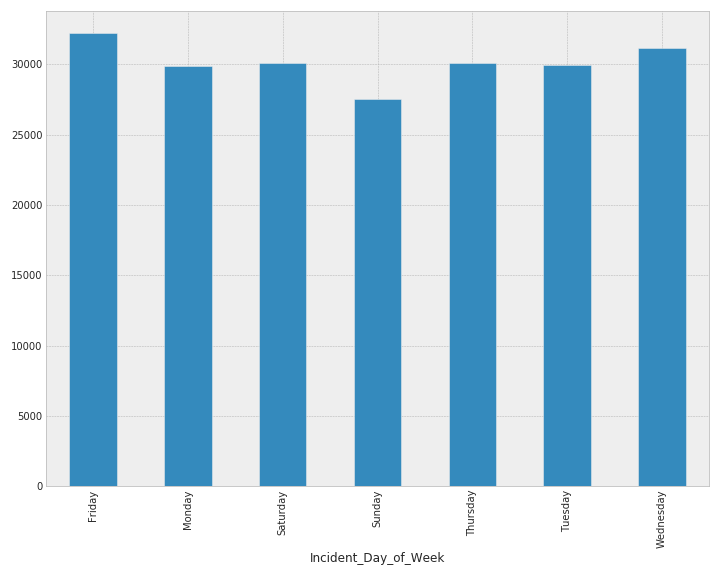 30000
25000
20000
15000
10000
5000
0
Friday
Monday
Saturday
Sunday
Thursday
Tuesday
Wednesday
Incident_Day_of_Week